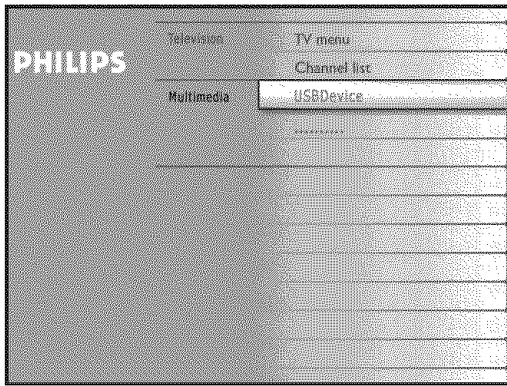 PHILIPS
Television TV menu
Channel list
Multimedia USBDevice
..........